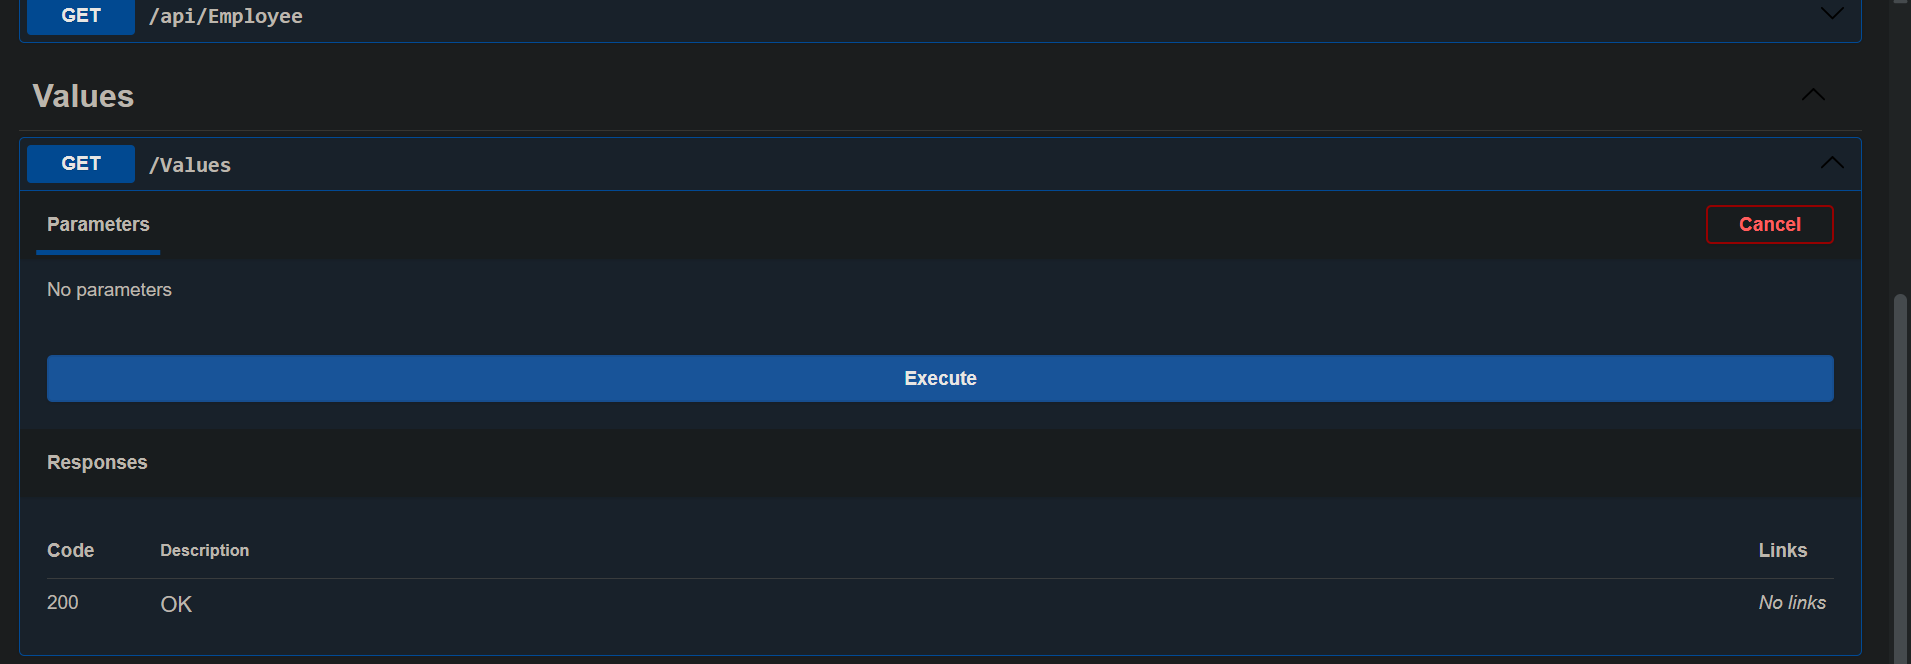 GET /api/Employee
Values
GET /Values
Parameters Cancel
No parameters
Execute
Responses
Code Description Links
200 OK No links